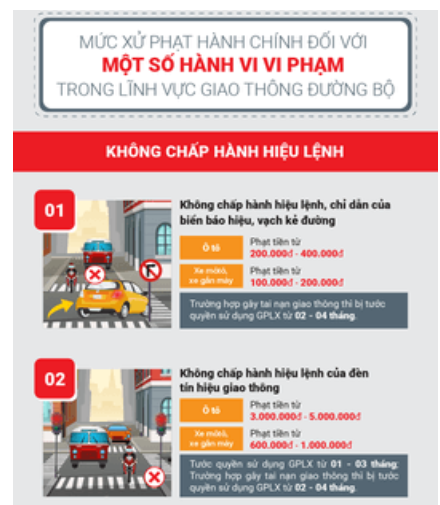 MỨC XỬ PHẠT HÀNH CHÍNH ĐỐI VỚI
MỘT SỐ HÀNH VI VI PHẠM
TRONG LĨNH VỰC GIAO THÔNG ĐƯỜNG BỘ
KHÔNG CHẤP HÀNH HIỆU LỆNH
01
Không chấp hành hiệu lệnh, chỉ dẫn của
biển báo hiệu, vạch kẻ đường
Ô tô
Phạt tiền từ
200.000đ - 400.000đ
Xe môtô,
xe gắn máy
Phạt tiền từ
100.000đ - 200.000đ
Trường hợp gây tai nạn giao thông thì bị tước
quyền sử dụng GPLX từ 02 - 04 tháng.
02
Không chấp hành hiệu lệnh của đèn
tín hiệu giao thông
Ô tô
Phạt tiền từ
3.000.000đ - 5.000.000đ
Xe môtô,
xe gắn máy
Phạt tiền từ
600.000đ - 1.000.000đ
Tước quyền sử dụng GPLX từ 01 - 03 tháng;
Trường hợp gây tai nạn giao thông thì bị tước
quyền sử dụng GPLX từ 02 - 04 tháng.